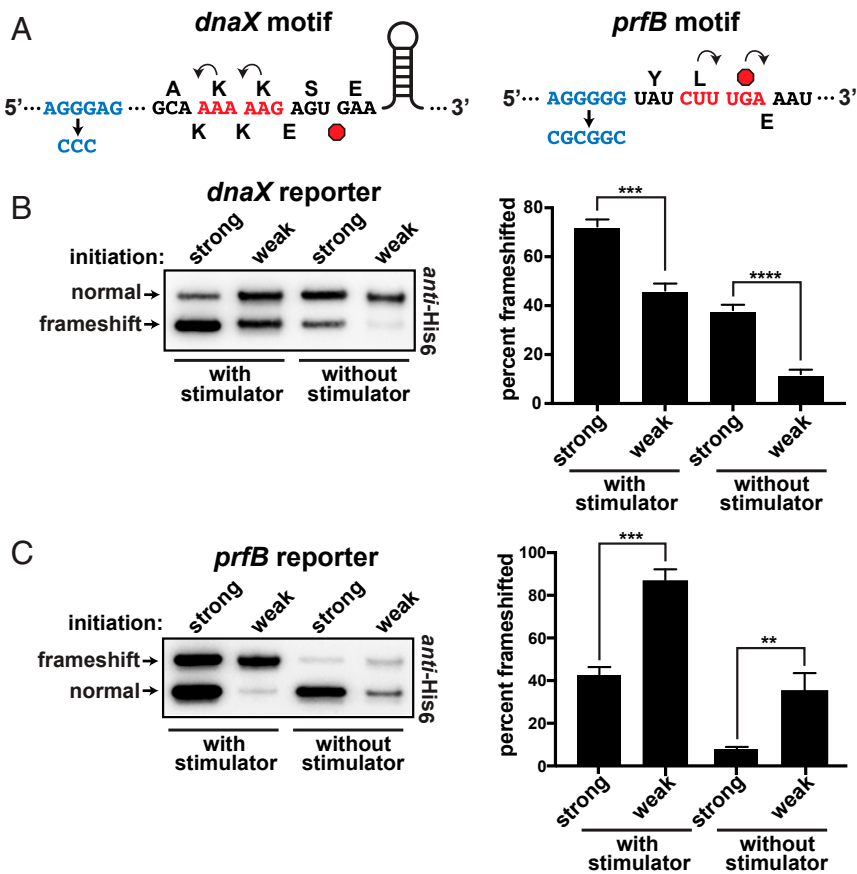 A
dnaX motif
A K K S E
5'··· AGGGAG ··· GCA AAA AAG AGU GAA ··· 3'
CCC
K K E
prfB motif
Y L
5'··· AGGGGG UAU CUU UGA AAU ··· 3'
CGCGGC
E
B
dnaX reporter
initiation: strong weak strong weak
normal
frameshift
anti-His6
with stimulator
without stimulator
percent frameshifted
80
60
40
20
0
***
****
strong weak strong weak
with stimulator
without stimulator
C
prfB reporter
initiation: strong weak strong weak
frameshift
normal
anti-His6
with stimulator
without stimulator
percent frameshifted
100
80
60
40
20
0
***
**
strong weak strong weak
with stimulator
without stimulator